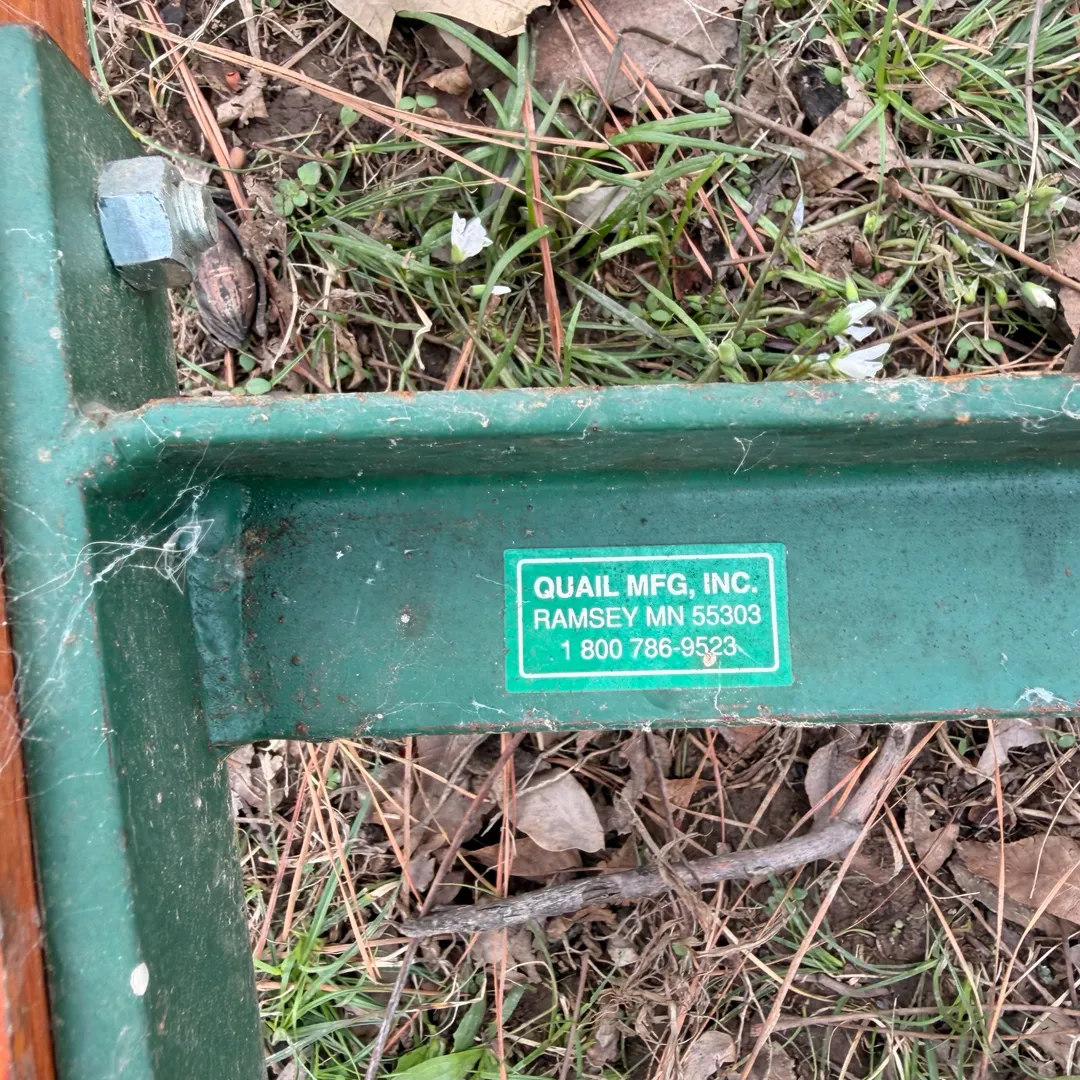 QUAIL MFG, INC.
RAMSEY MN 55303
1 800 786-9523